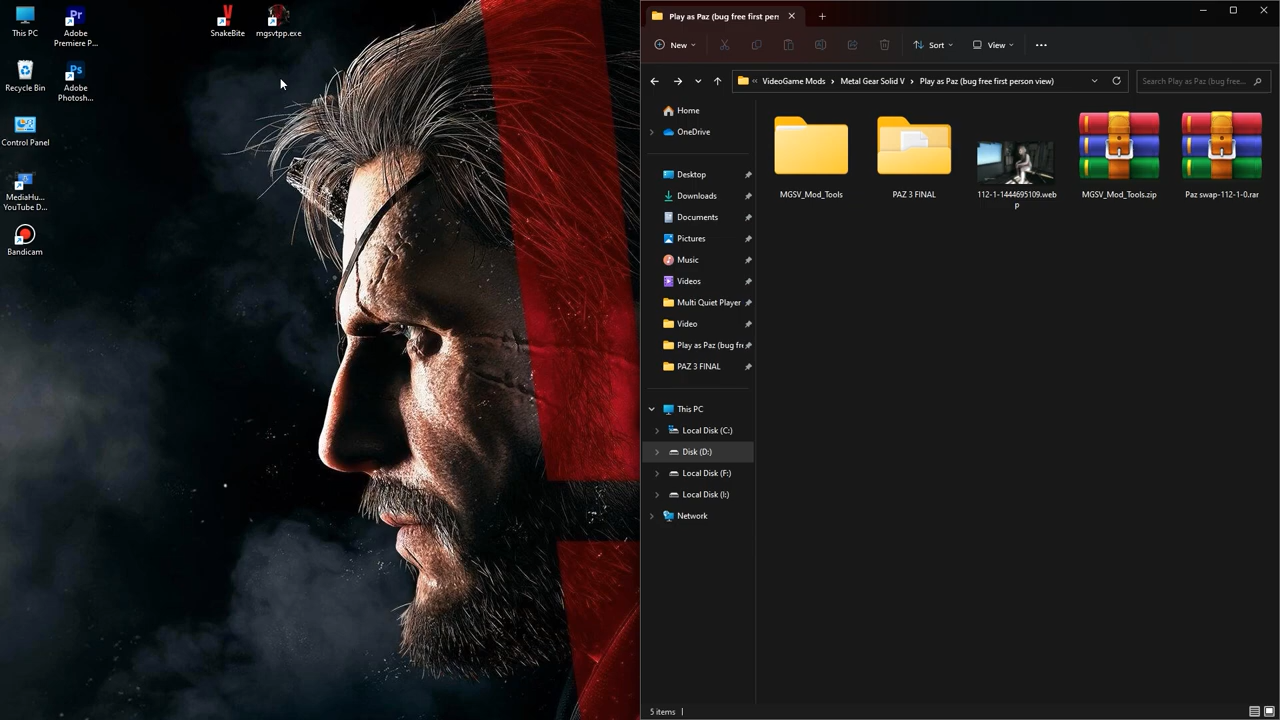 This PC
Adobe
Premiere P...
SnakeBite
mgsvtpp.exe
Recycle Bin
Adobe
Photosh...
Control Panel
MediaHu...
YouTube D...
Bandicam
Play as Paz (bug free first per
New
Sort
View
VideoGame Mods
Metal Gear Solid V
Play as Paz (bug free first person view)
Search Play as Paz (bug free...
Home
OneDrive
Desktop
Downloads
Documents
Pictures
Music
Videos
Multi Quiet Player
Video
Play as Paz (bug fre
PAZ 3 FINAL
This PC
Local Disk (C:)
Disk (D:)
Local Disk (F:)
Local Disk (I:)
Network
MGSV_Mod_Tools
PAZ 3 FINAL
112-1-1444695109.web
p
MGSV_Mod_Tools.zip
Paz swap-112-1-0.rar
5 items